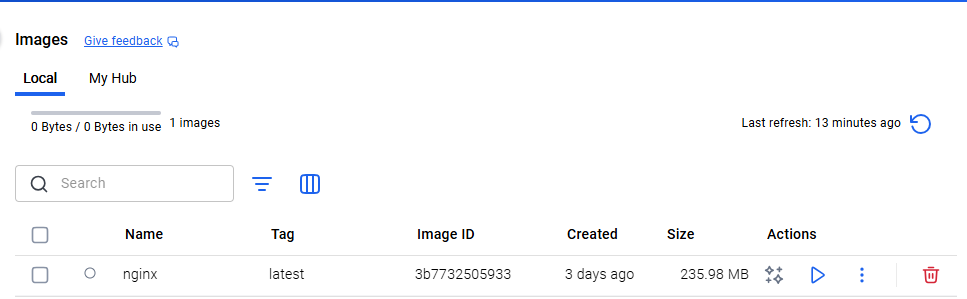 Images Give feedback
Local My Hub
0 Bytes / 0 Bytes in use 1 images Last refresh: 13 minutes ago
Search
Name Tag Image ID Created Size Actions
nginx latest 3b7732505933 3 days ago 235.98 MB